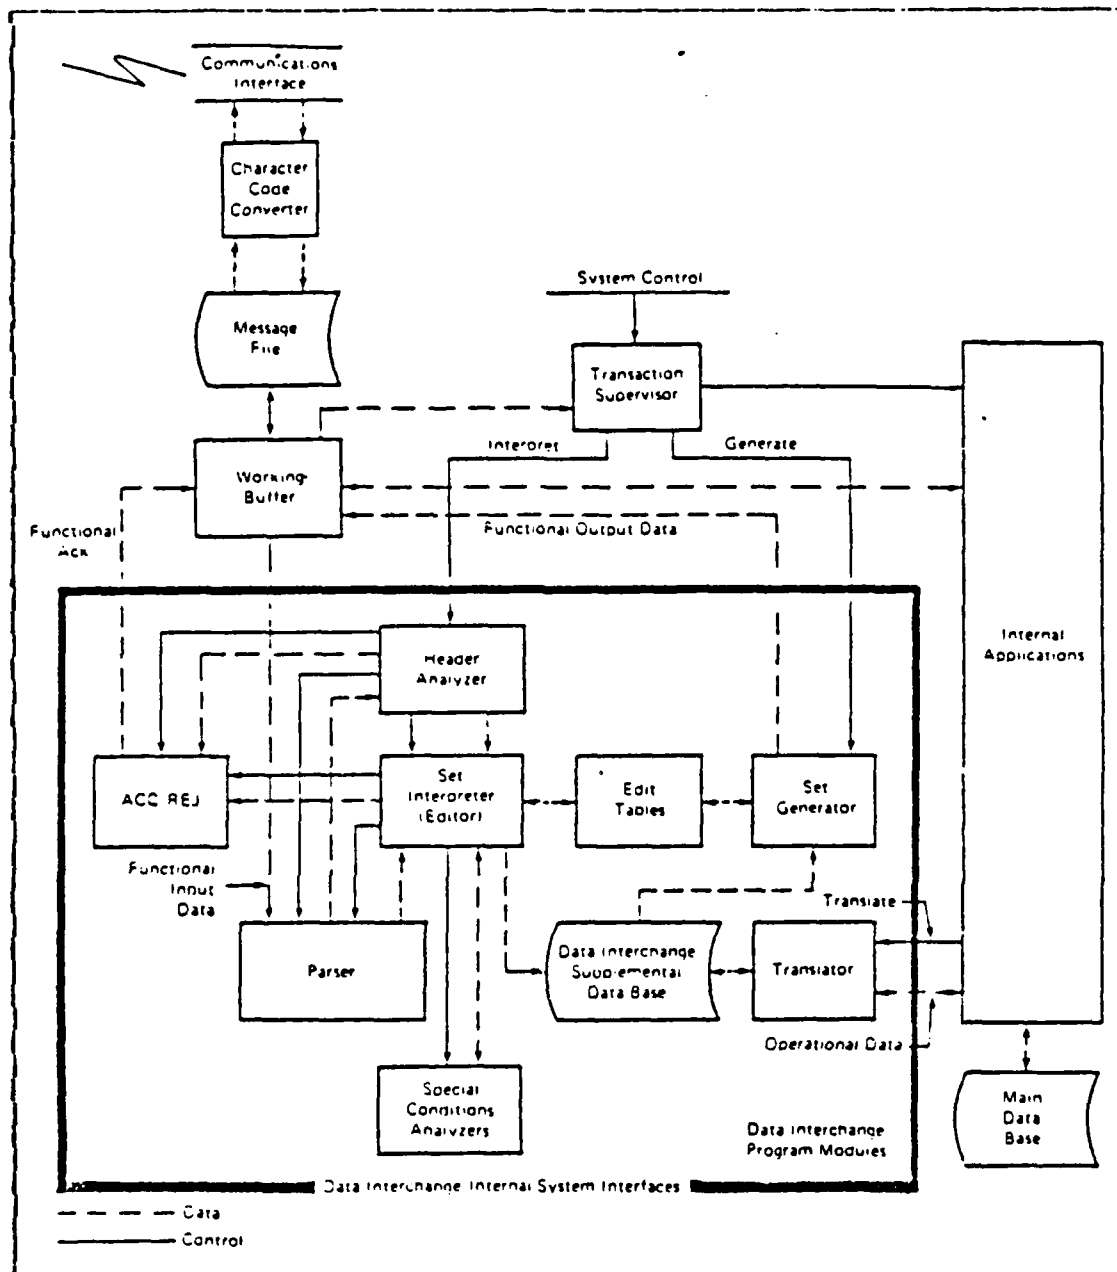 Communications
Interface
Character
Code
Converter
System Control
Message
File
Transaction
Supervisor
Interpret
Generate
Working
Buffer
Functional
Ack
Functional Output Data
Internal
Applications
Header
Analyzer
ACC REJ
Set
Interpreter
(Editor)
Edit
Tables
Set
Generator
Functional
Input
Data
Translate
Parser
Data Interchange
Supplemental
Data Base
Translator
Operational Data
Special
Conditions
Analyzers
Main
Data
Base
Data Interchange
Program Modules
Data Interchange Internal System Interfaces
Data
Control